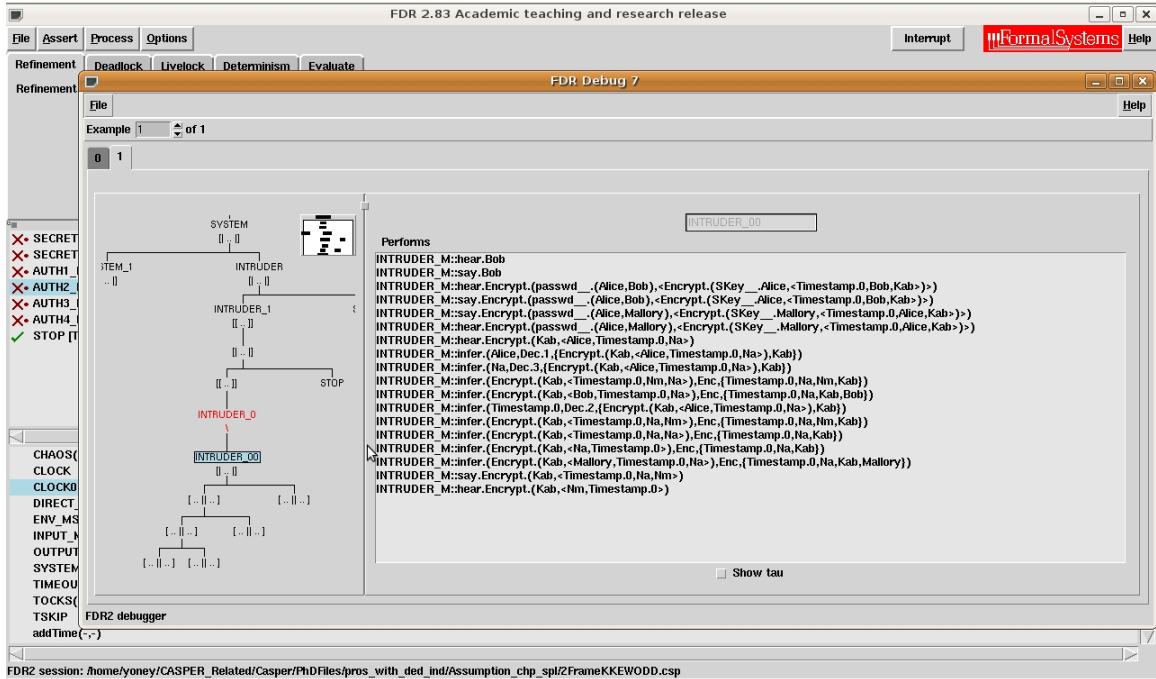 FDR 2.83 Academic teaching and research release
File Assert Process Options Interrupt FormalSystems Help
Refinement Deadlock Livelock Determinism Evaluate
Refinement
FDR Debug 7
File Help
Example 1 of 1
0 1
SYSTEM
[| .. |]
STEM_1 INTRUDER
.. |] [| .. |]
INTRUDER_1
[[ .. ]]
[| .. |]
[[ .. ]] STOP
INTRUDER_0
\
INTRUDER_00
[| .. |]
[ .. || .. ] [ .. || .. ]
[ .. || .. ] [ .. || .. ]
[ .. || .. ] [ .. || .. ]
INTRUDER_00
Performs
INTRUDER_M::hear.Bob
INTRUDER_M::say.Bob
INTRUDER_M::hear.Encrypt.(passwd__.(Alice,Bob),<Encrypt.(SKey__.Alice,<Timestamp.0,Bob,Kab>)>)
INTRUDER_M::say.Encrypt.(passwd__.(Alice,Bob),<Encrypt.(SKey__.Alice,<Timestamp.0,Bob,Kab>)>)
INTRUDER_M::say.Encrypt.(passwd__.(Alice,Mallory),<Encrypt.(SKey__.Mallory,<Timestamp.0,Alice,Kab>)>)
INTRUDER_M::hear.Encrypt.(passwd__.(Alice,Mallory),<Encrypt.(SKey__.Mallory,<Timestamp.0,Alice,Kab>)>)
INTRUDER_M::hear.Encrypt.(Kab,<Alice,Timestamp.0,Na>)
INTRUDER_M::infer.(Alice,Dec.1,{Encrypt.(Kab,<Alice,Timestamp.0,Na>),Kab})
INTRUDER_M::infer.(Na,Dec.3,{Encrypt.(Kab,<Alice,Timestamp.0,Na>),Kab})
INTRUDER_M::infer.(Encrypt.(Kab,<Timestamp.0,Nm,Na>),Enc,{Timestamp.0,Na,Nm,Kab})
INTRUDER_M::infer.(Encrypt.(Kab,<Bob,Timestamp.0,Na>),Enc,{Timestamp.0,Na,Kab,Bob})
INTRUDER_M::infer.(Timestamp.0,Dec.2,{Encrypt.(Kab,<Alice,Timestamp.0,Na>),Kab})
INTRUDER_M::infer.(Encrypt.(Kab,<Timestamp.0,Na,Nm>),Enc,{Timestamp.0,Na,Nm,Kab})
INTRUDER_M::infer.(Encrypt.(Kab,<Timestamp.0,Na,Na>),Enc,{Timestamp.0,Na,Kab})
INTRUDER_M::infer.(Encrypt.(Kab,<Na,Timestamp.0>),Enc,{Timestamp.0,Na,Kab})
INTRUDER_M::infer.(Encrypt.(Kab,<Mallory,Timestamp.0,Na>),Enc,{Timestamp.0,Na,Kab,Mallory})
INTRUDER_M::say.Encrypt.(Kab,<Timestamp.0,Na,Nm>)
INTRUDER_M::hear.Encrypt.(Kab,<Nm,Timestamp.0>)
Show tau
FDR2 debugger
SECRET
SECRET
AUTH1_
AUTH2_
AUTH3_
AUTH4_
STOP [T
CHAOS(
CLOCK
CLOCK0
DIRECT_
ENV_MS
INPUT_
OUTPUT
SYSTEM
TIMEOU
TOCKS(
TSKIP
addTime(-,-)
FDR2 session: /home/yoney/CASPER_Related/Casper/PhDFiles/pros_with_ded_ind/Assumption_chp_spl/2FrameKKEWODD.csp